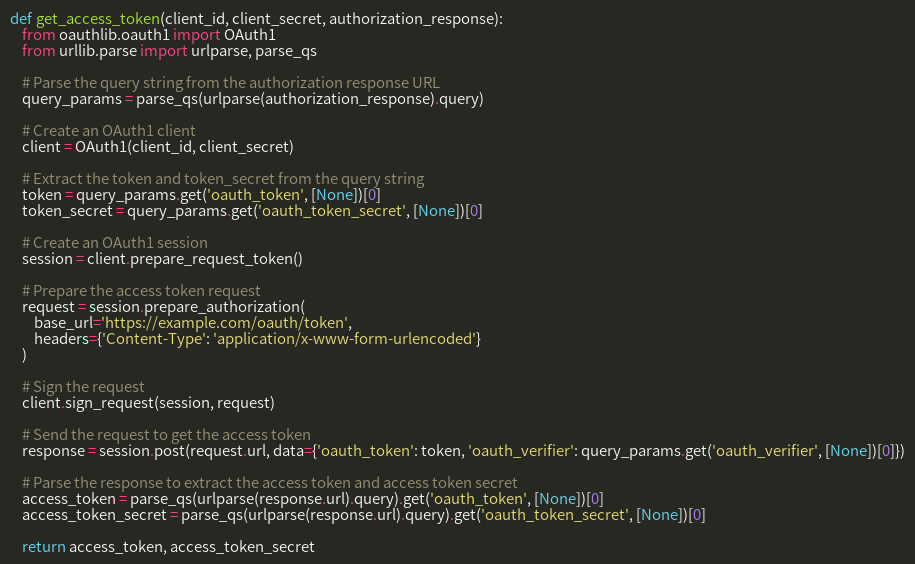 def get_access_token(client_id, client_secret, authorization_response):
from oauthlib.oauth1 import OAuth1
from urllib.parse import urlparse, parse_qs
# Parse the query string from the authorization response URL
query_params = parse_qs(urlparse(authorization_response).query)
# Create an OAuth1 client
client = OAuth1(client_id, client_secret)
# Extract the token and token_secret from the query string
token = query_params.get('oauth_token', [None])[0]
token_secret = query_params.get('oauth_token_secret', [None])[0]
# Create an OAuth1 session
session = client.prepare_request_token()
# Prepare the access token request
request = session.prepare_authorization(
base_url='https://example.com/oauth/token',
headers={'Content-Type': 'application/x-www-form-urlencoded'}
)
# Sign the request
client.sign_request(session, request)
# Send the request to get the access token
response = session.post(request.url, data={'oauth_token': token, 'oauth_verifier': query_params.get('oauth_verifier', [None])[0]})
# Parse the response to extract the access token and access token secret
access_token = parse_qs(urlparse(response.url).query).get('oauth_token', [None])[0]
access_token_secret = parse_qs(urlparse(response.url).query).get('oauth_token_secret', [None])[0]
return access_token, access_token_secret